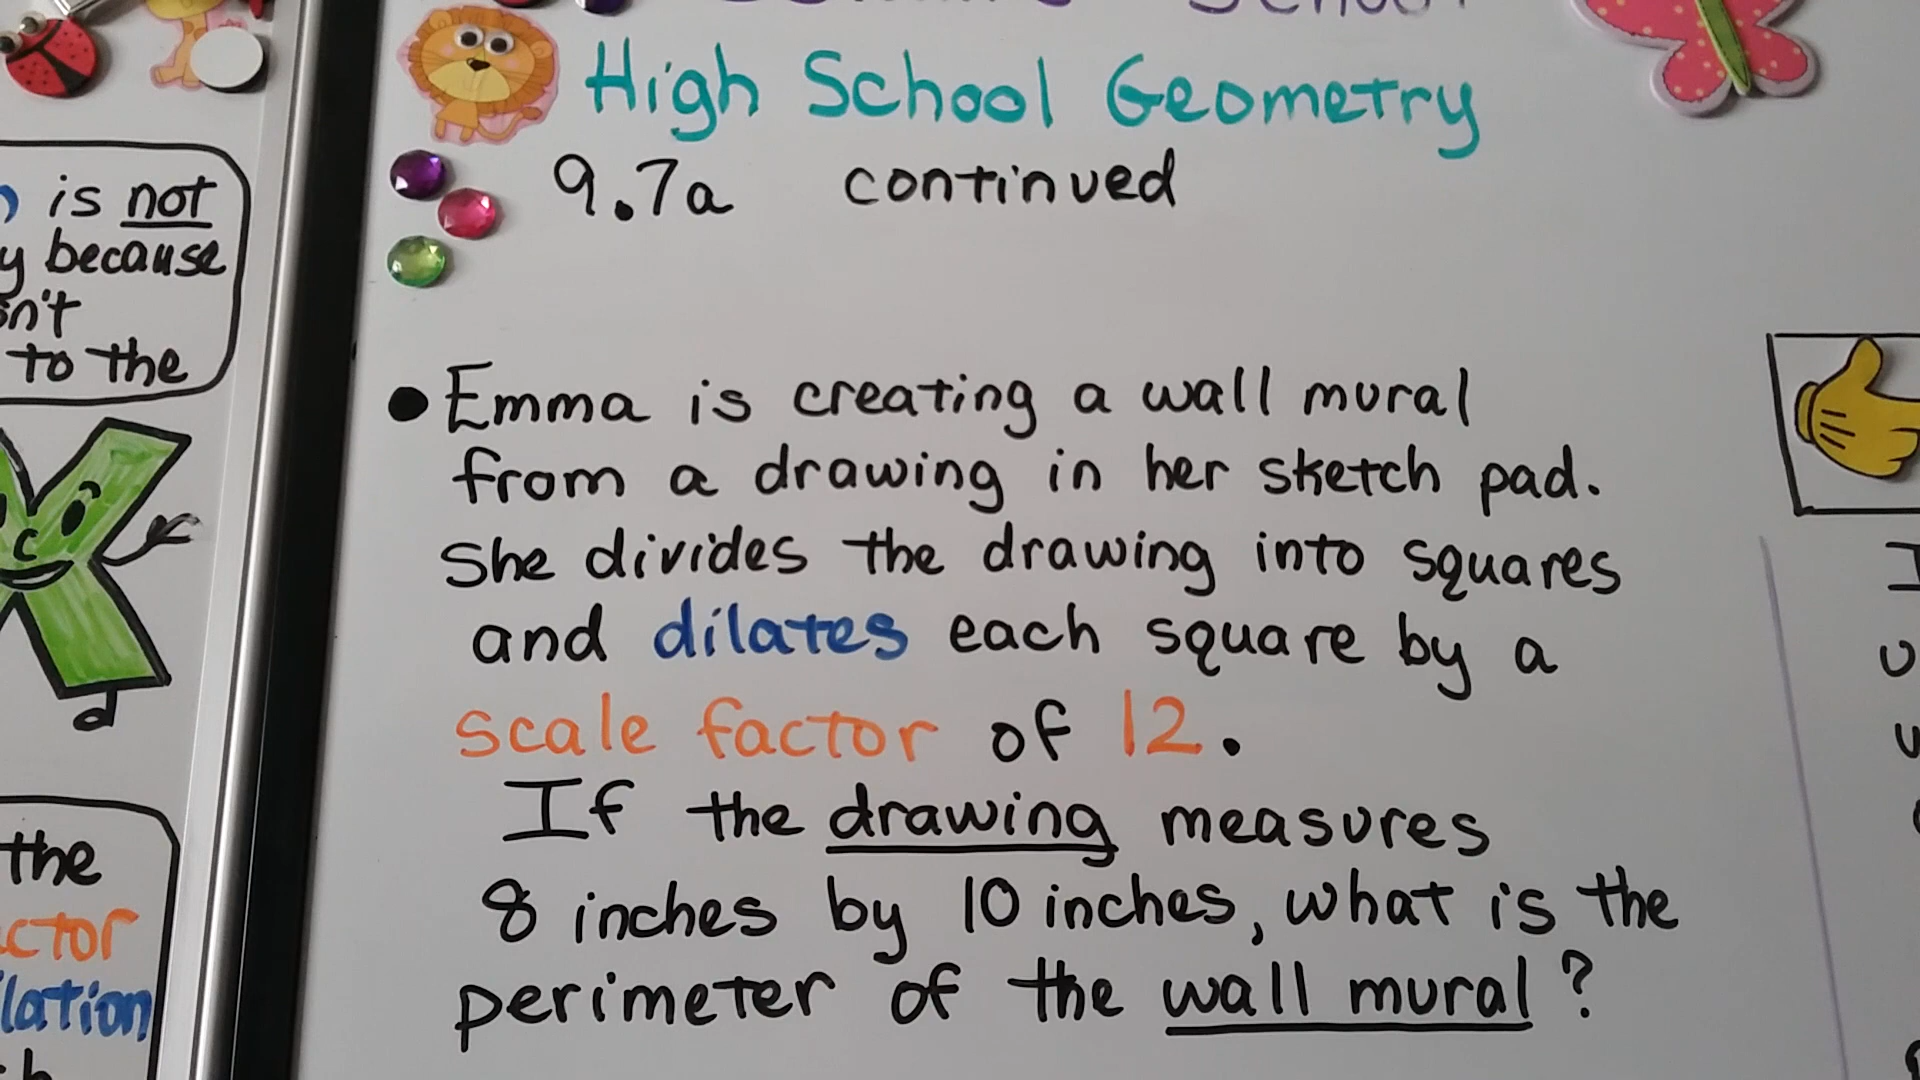 High School Geometry
9.7a continued
is not
because
to the
• Emma is creating a wall mural
from a drawing in her sketch pad.
She divides the drawing into squares
and dilates each square by a
scale factor of 12.
If the drawing measures
8 inches by 10 inches, what is the
perimeter of the wall mural?
the